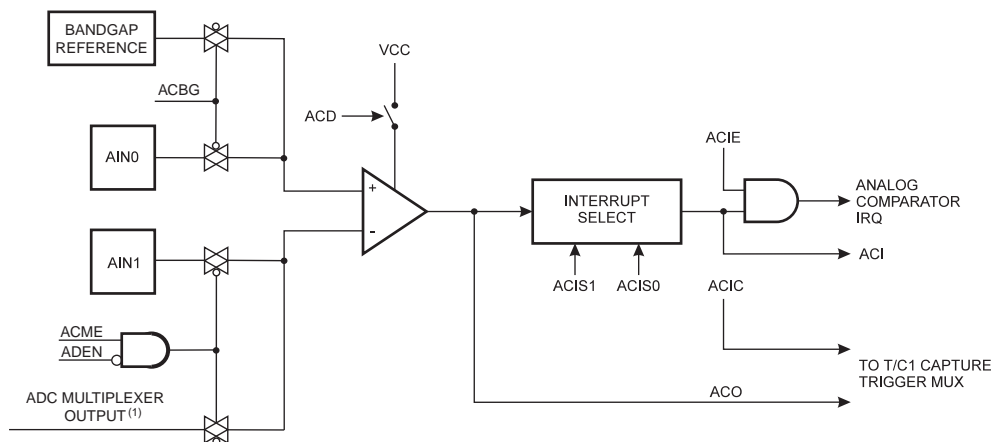 BANDGAP
REFERENCE
VCC
ACBG
ACD
AIN0
ACIE
+
-
INTERRUPT
SELECT
ANALOG
COMPARATOR
IRQ
AIN1
ACI
ACIS1 ACIS0 ACIC
ACME
ADEN
TO T/C1 CAPTURE
TRIGGER MUX
ADC MULTIPLEXER
OUTPUT(1)
ACO